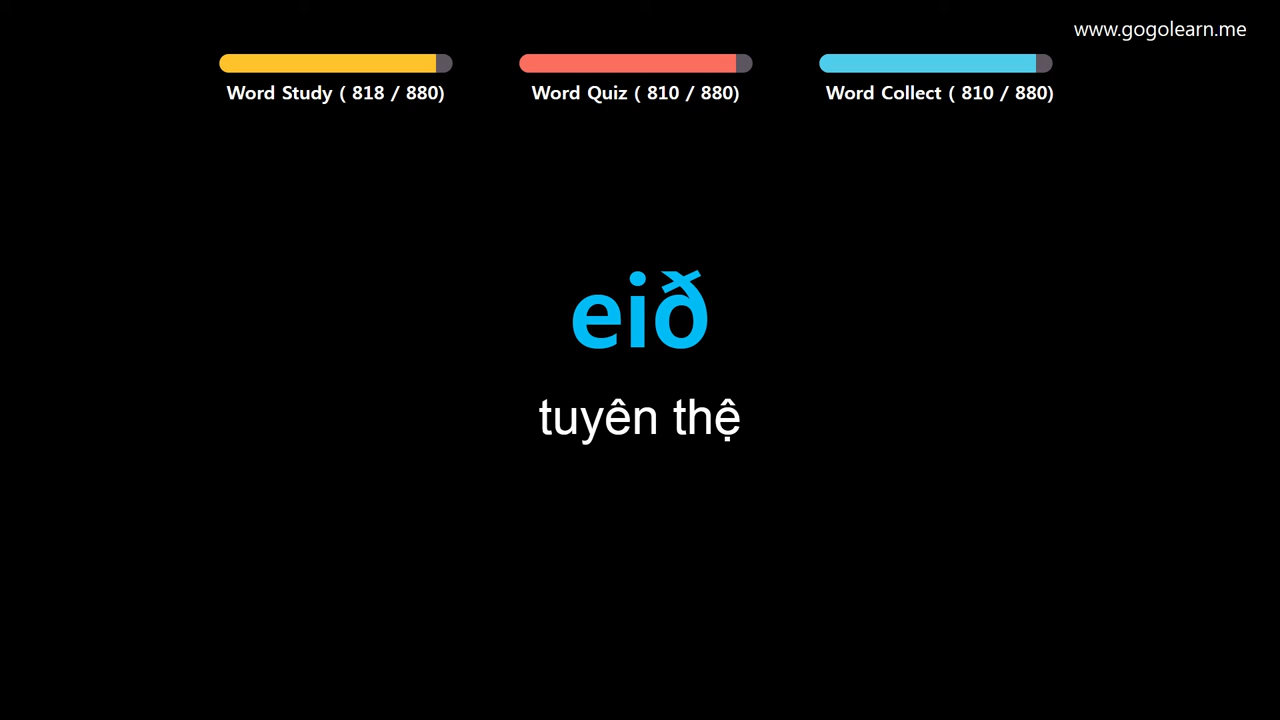 www.gogolearn.me
Word Study ( 818 / 880)
Word Quiz ( 810 / 880)
Word Collect ( 810 / 880)
eið
tuyên thệ